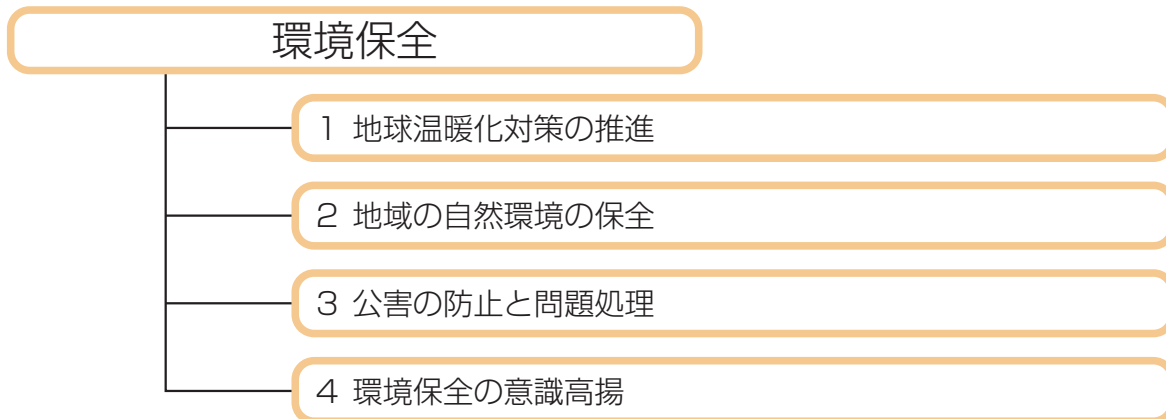 環境保全
1 地球温暖化対策の推進
2 地域の自然環境の保全
3 公害の防止と問題処理
4 環境保全の意識高揚